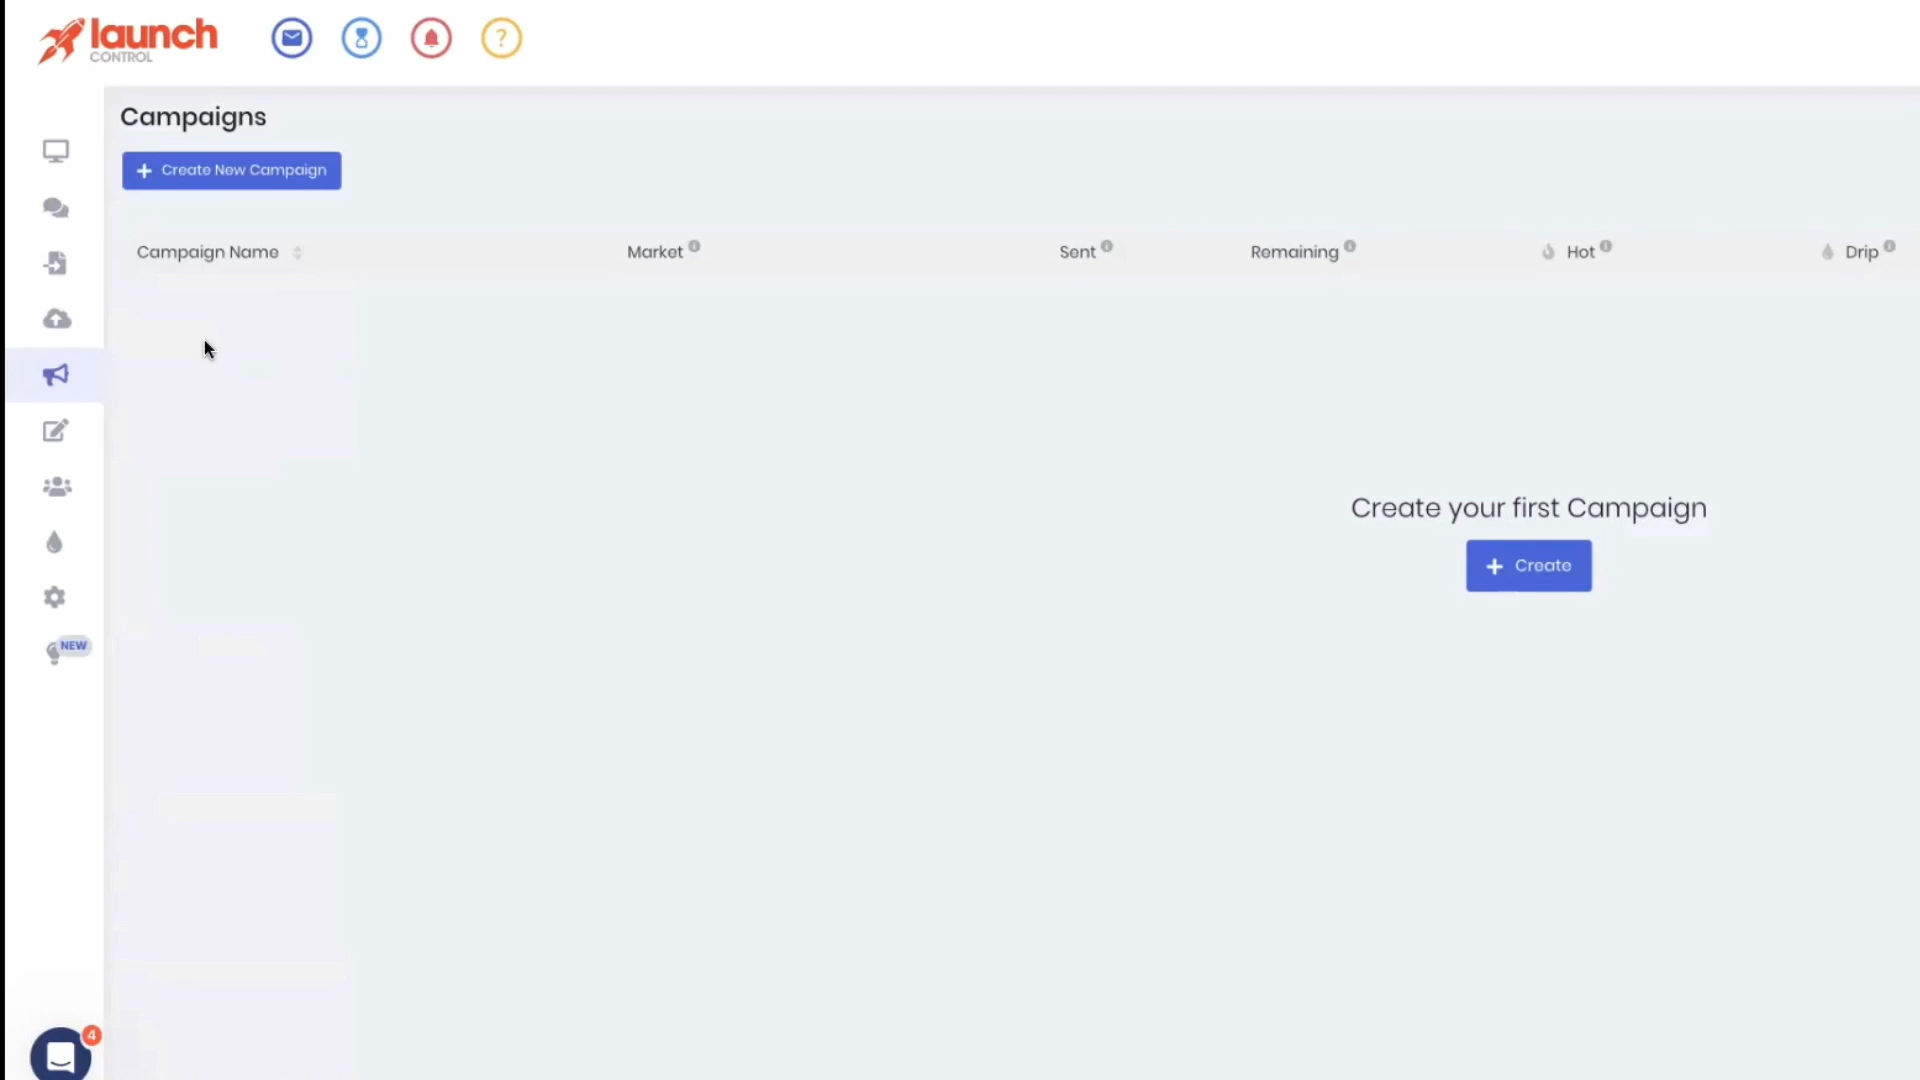 launch
CONTROL
?
Campaigns
+ Create New Campaign
Campaign Name Market Sent Remaining Hot Drip
Create your first Campaign
+ Create
NEW
4